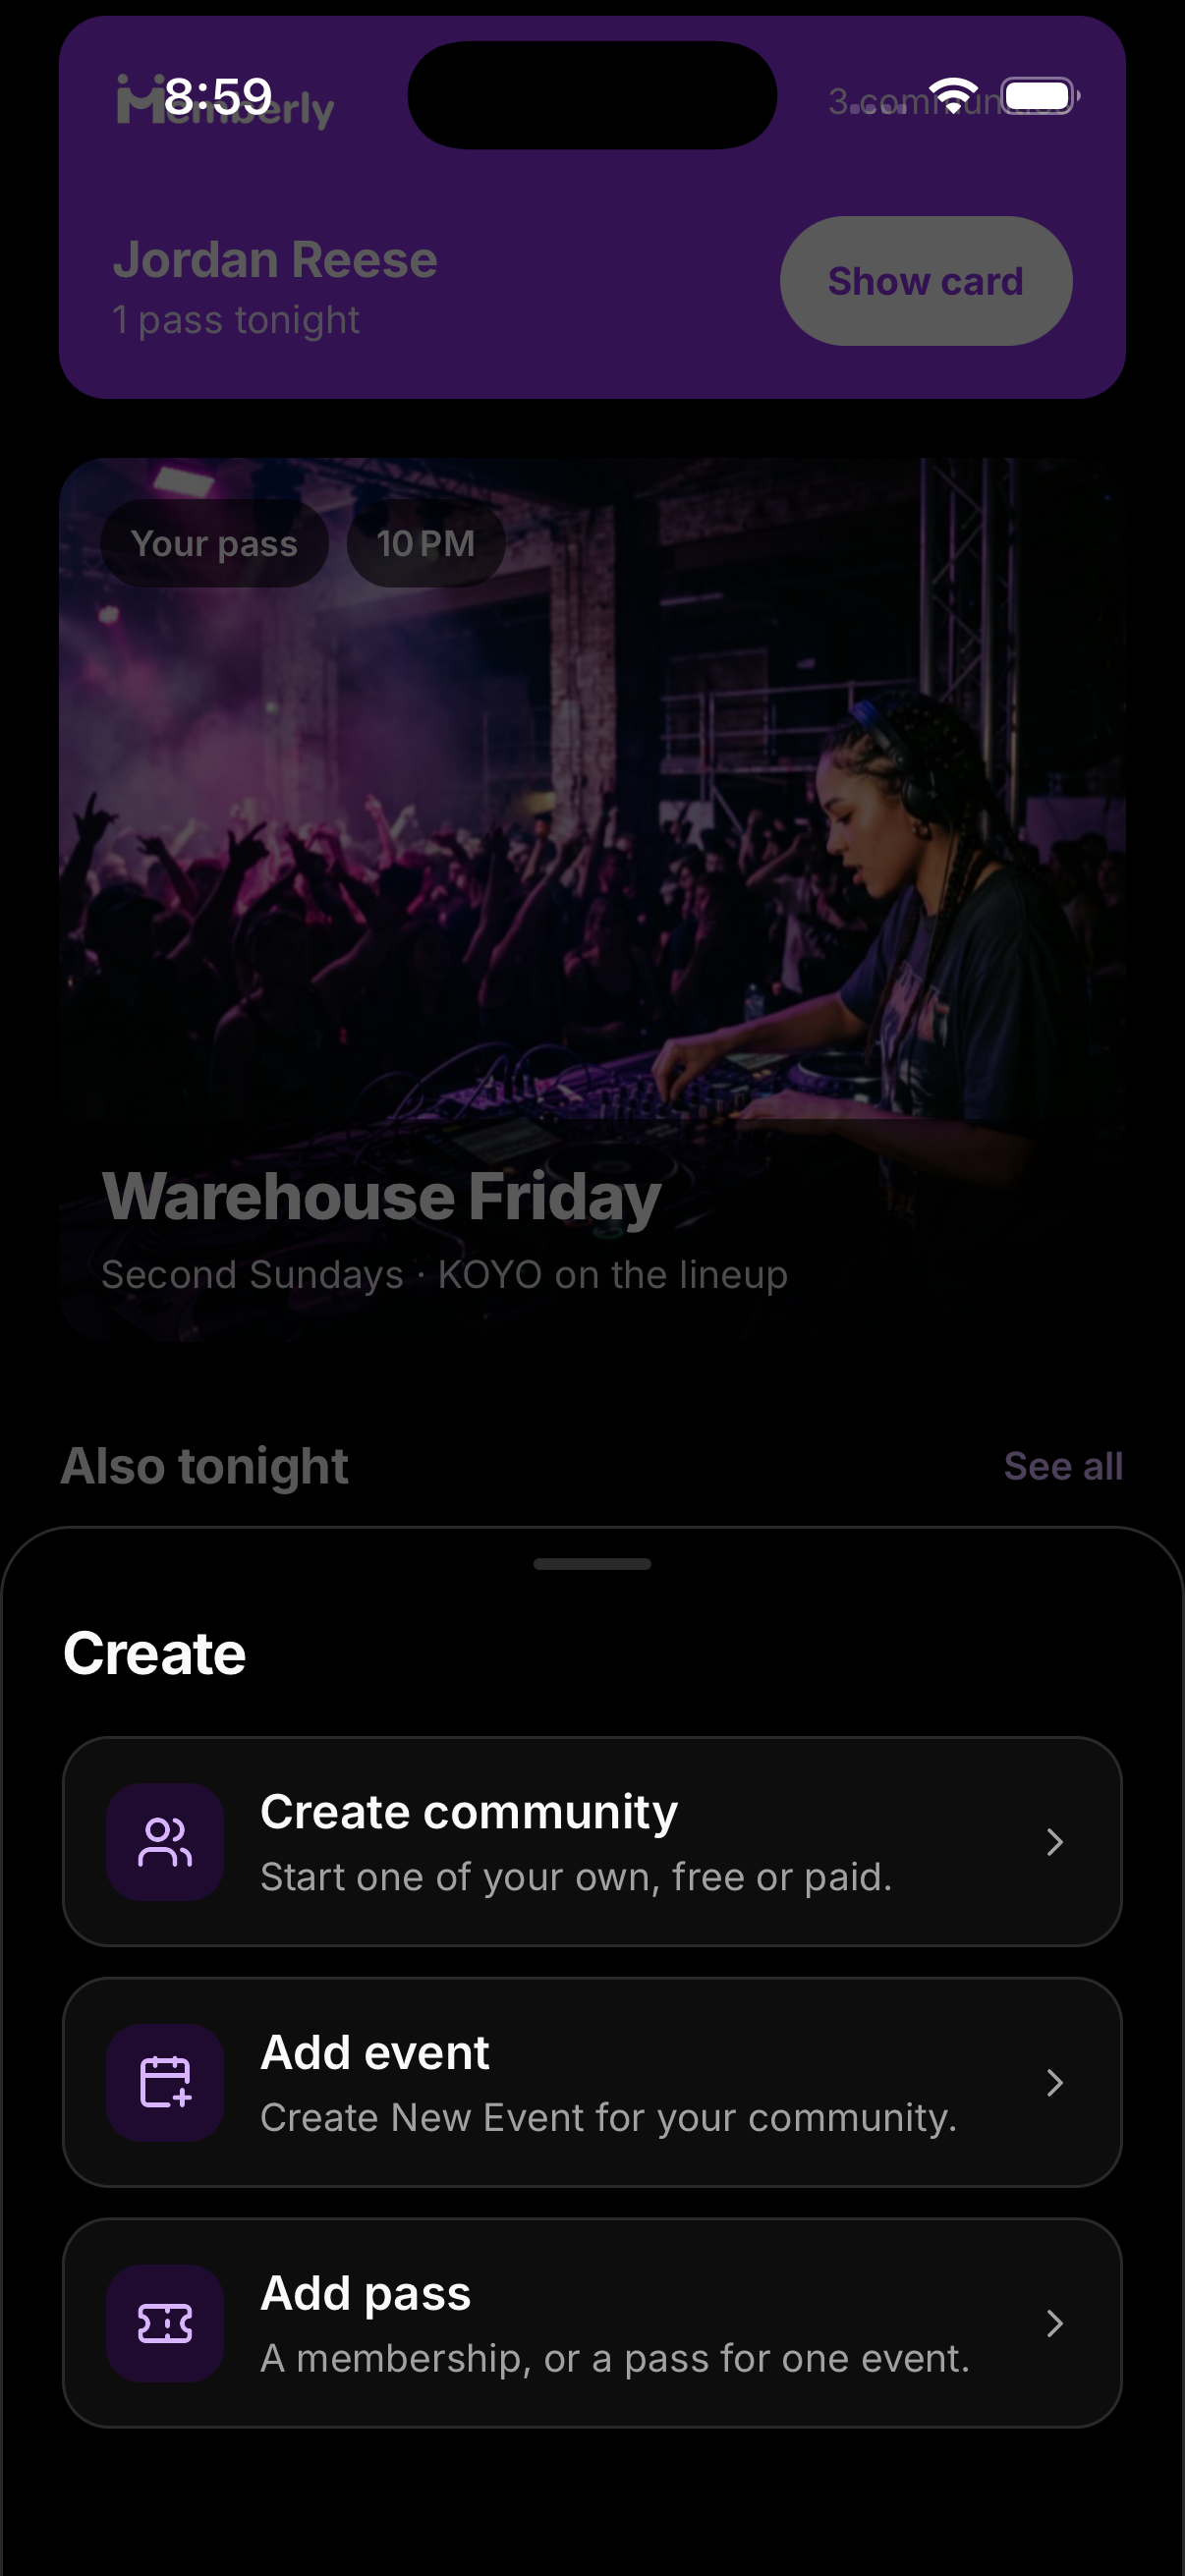 8:59
Memberly
Jordan Reese
1 pass tonight
Show card
Your pass
10 PM
Warehouse Friday
Second Sundays · KOYO on the lineup
Also tonight
See all
Create
Create community
Start one of your own, free or paid.
Add event
Create New Event for your community.
Add pass
A membership, or a pass for one event.